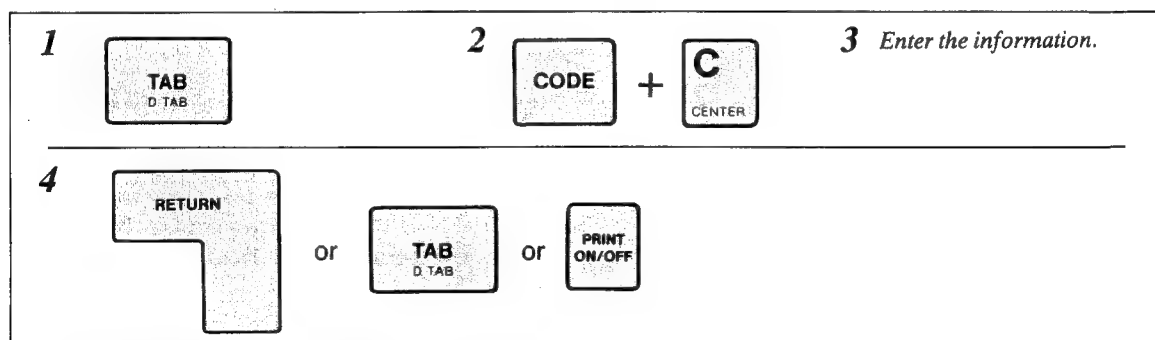 1 TAB D TAB 2 CODE + C CENTER 3 Enter the information.
4 RETURN or TAB D TAB or PRINT ON/OFF